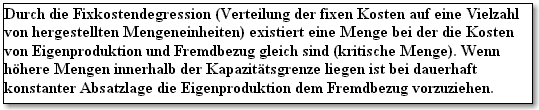 Durch die Fixkostendegression (Verteilung der fixen Kosten auf eine Vielzahl
von hergestellten Mengeneinheiten) existiert eine Menge bei der die Kosten
von Eigenproduktion und Fremdbezug gleich sind (kritische Menge). Wenn
höhere Mengen innerhalb der Kapazitätsgrenze liegen ist bei dauerhaft
konstanter Absatzlage die Eigenproduktion dem Fremdbezug vorzuziehen.